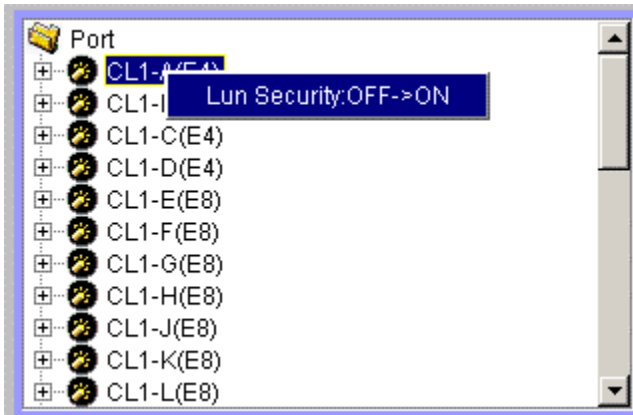 Port
CL1-A(E4)
Lun Security:OFF->ON
CL1-
CL1-C(E4)
CL1-D(E4)
CL1-E(E8)
CL1-F(E8)
CL1-G(E8)
CL1-H(E8)
CL1-J(E8)
CL1-K(E8)
CL1-L(E8)